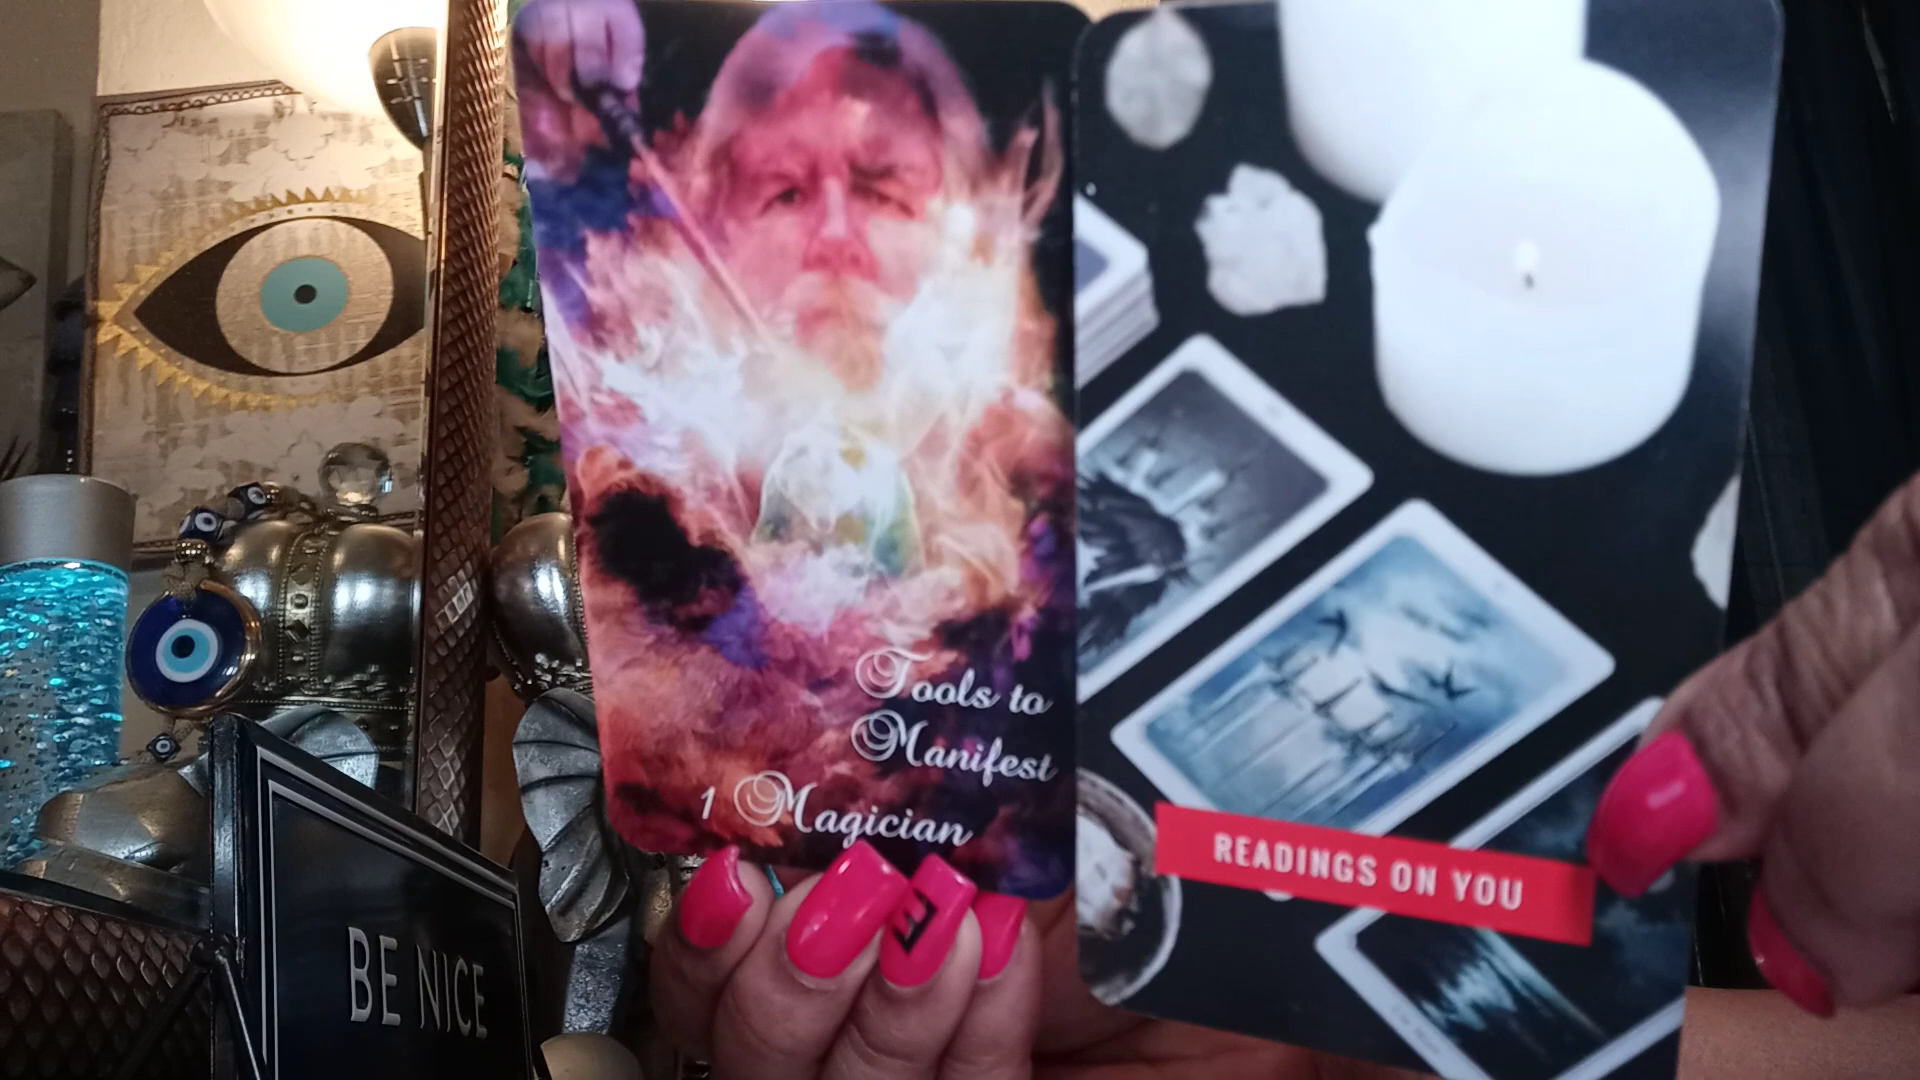 Tools to
Manifest
1 Magician
READINGS ON YOU
BE NICE